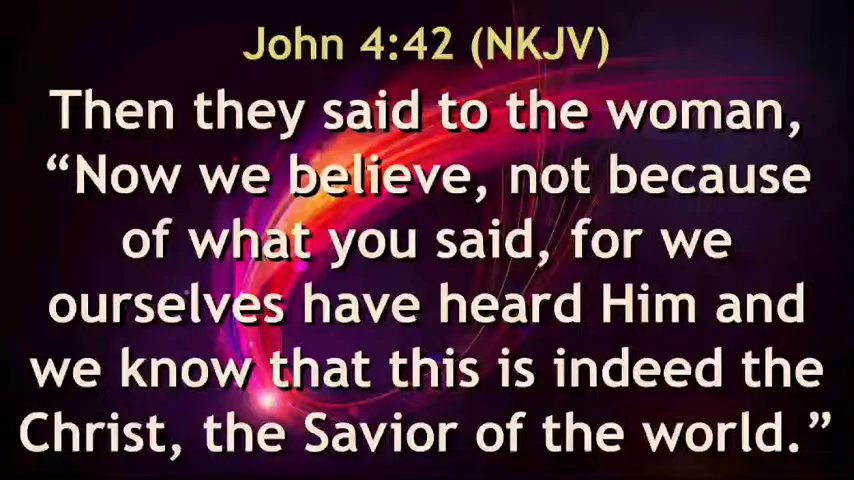 John 4:42 (NKJV)
Then they said to the woman,
“Now we believe, not because
of what you said, for we
ourselves have heard Him and
we know that this is indeed the
Christ, the Savior of the world.”